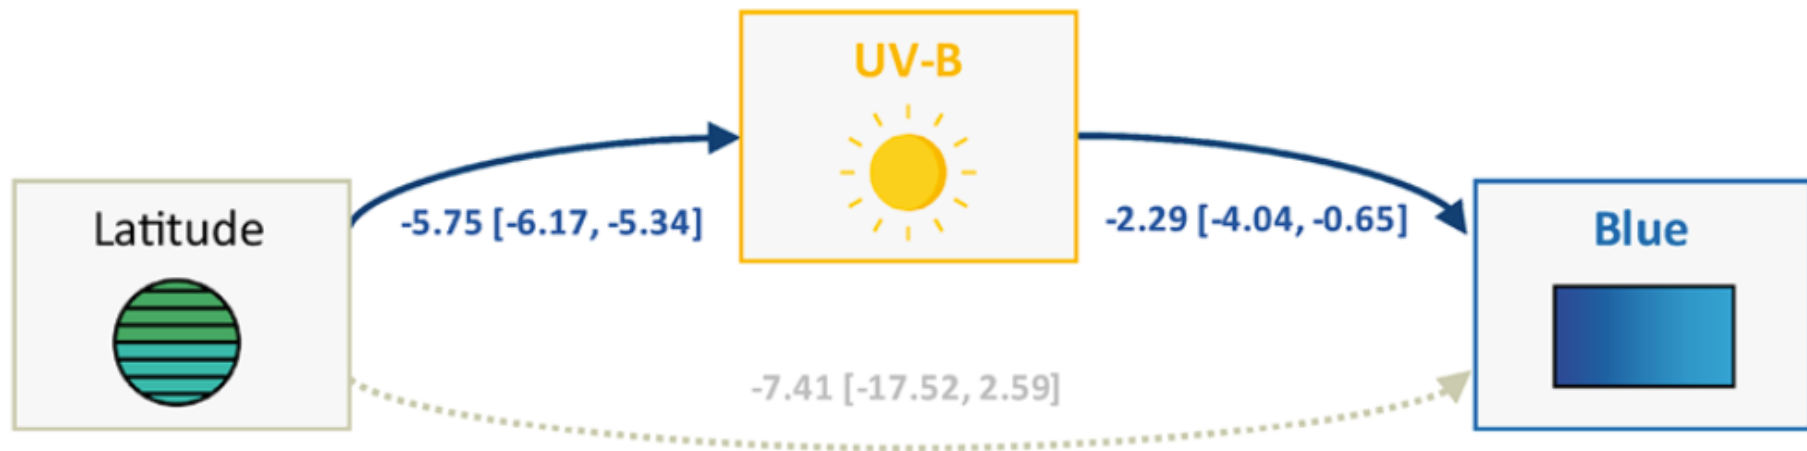 UV-B
Latitude
-5.75 [-6.17, -5.34]
-2.29 [-4.04, -0.65]
Blue
-7.41 [-17.52, 2.59]